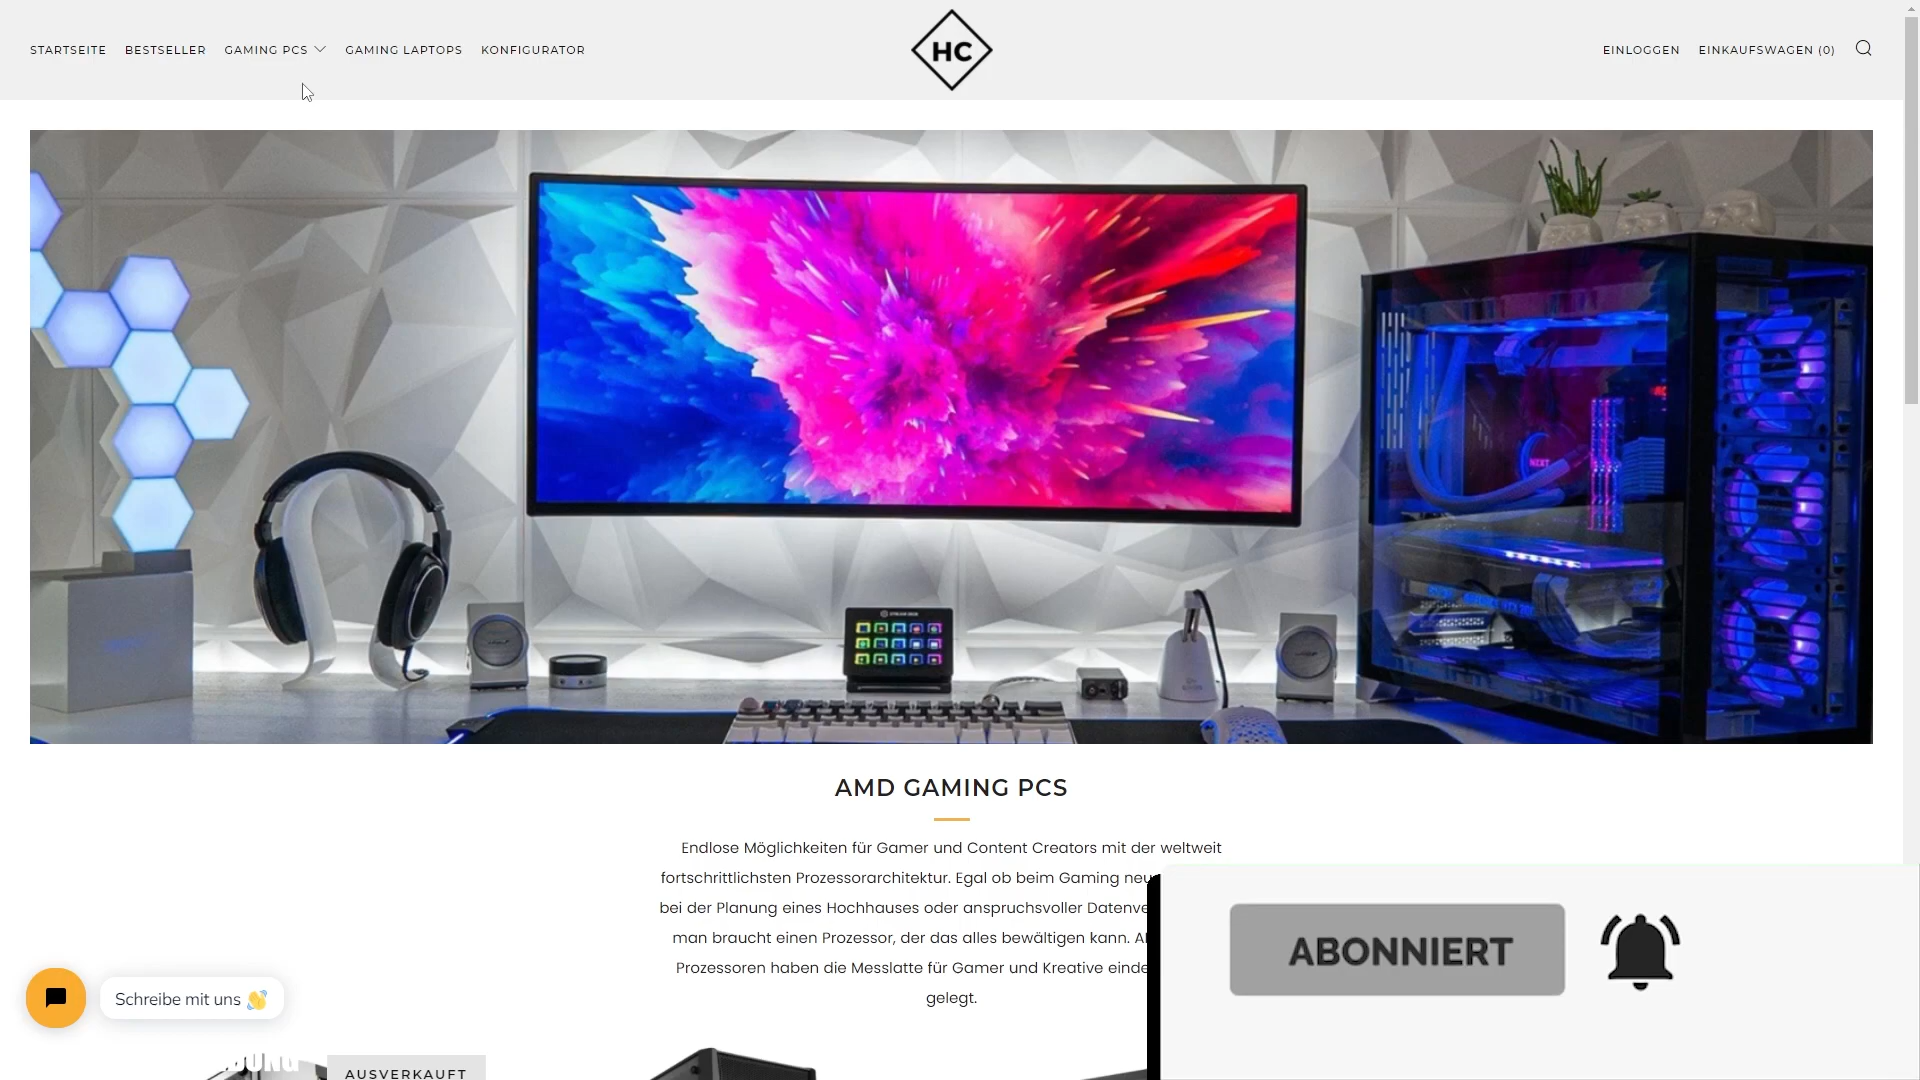 STARTSEITE BESTSELLER GAMING PCS GAMING LAPTOPS KONFIGURATOR
HC
EINLOGGEN EINKAUFSWAGEN (0)
AMD GAMING PCS
Endlose Möglichkeiten für Gamer und Content Creators mit der weltweit
fortschrittlichsten Prozessorarchitektur. Egal ob beim Gaming neu
bei der Planung eines Hochhauses oder anspruchsvoller
man braucht einen Prozessor, der das alles bewältigen kann.
Prozessoren haben die Messlatte für Gamer und Kreative
gelegt.
ABONNIERT
Schreibe mit uns 👋
AUSVERKAUFT